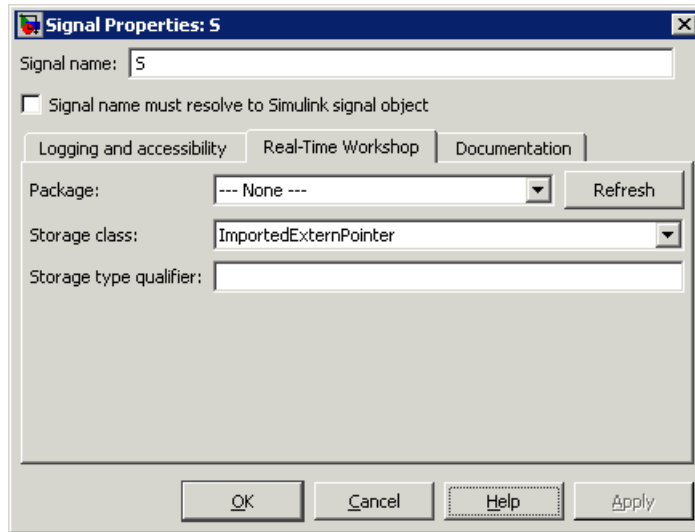 Signal Properties: S
Signal name: S
Signal name must resolve to Simulink signal object
Logging and accessibility Real-Time Workshop Documentation
Package: --- None --- Refresh
Storage class: ImportedExternPointer
Storage type qualifier:
OK Cancel Help Apply